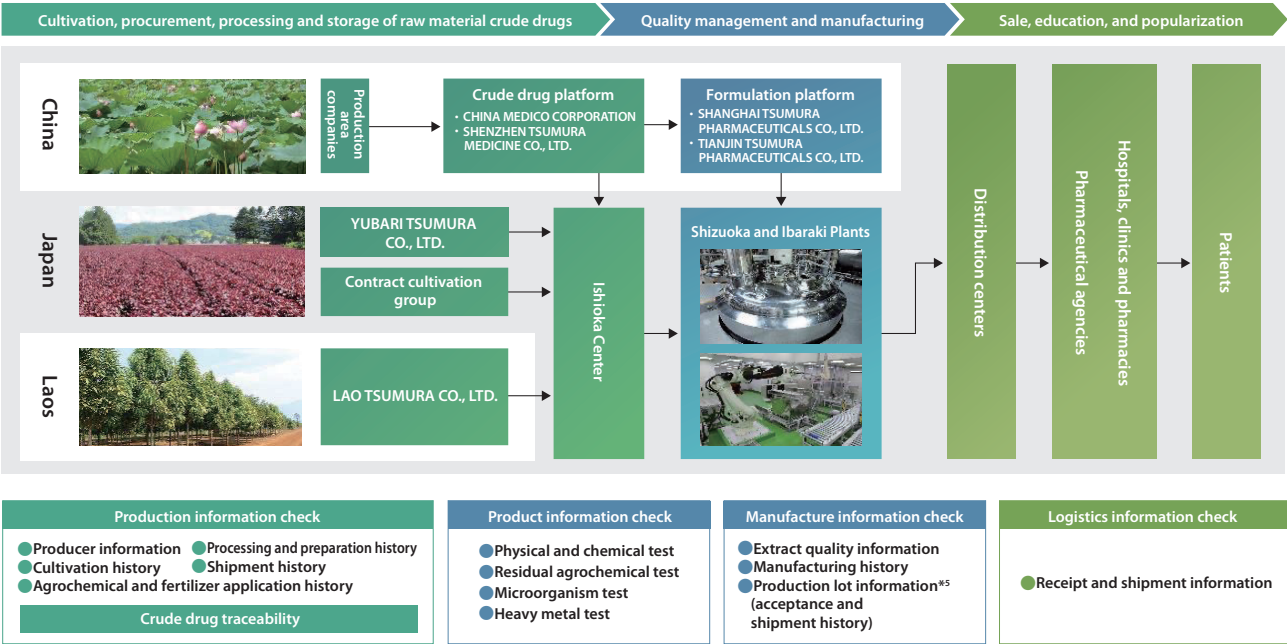 Cultivation, procurement, processing and storage of raw material crude drugs
Quality management and manufacturing
Sale, education, and popularization
China
Production
area
companies
Crude drug platform
・CHINA MEDICO CORPORATION
・SHENZHEN TSUMURA
MEDICINE CO., LTD.
Formulation platform
・SHANGHAI TSUMURA
PHARMACEUTICALS CO., LTD.
・TIANJIN TSUMURA
PHARMACEUTICALS CO., LTD.
Japan
YUBARI TSUMURA
CO., LTD.
Contract cultivation
group
Laos
LAO TSUMURA CO., LTD.
Ishioka Center
Shizuoka and Ibaraki Plants
Distribution centers
Hospitals, clinics and pharmacies
Pharmaceutical agencies
Patients
Production information check
●Producer information
●Processing and preparation history
●Cultivation history
●Shipment history
●Agrochemical and fertilizer application history
Crude drug traceability
Product information check
●Physical and chemical test
●Residual agrochemical test
●Microorganism test
●Heavy metal test
Manufacture information check
●Extract quality information
●Manufacturing history
●Production lot information*5
(acceptance and
shipment history)
Logistics information check
●Receipt and shipment information